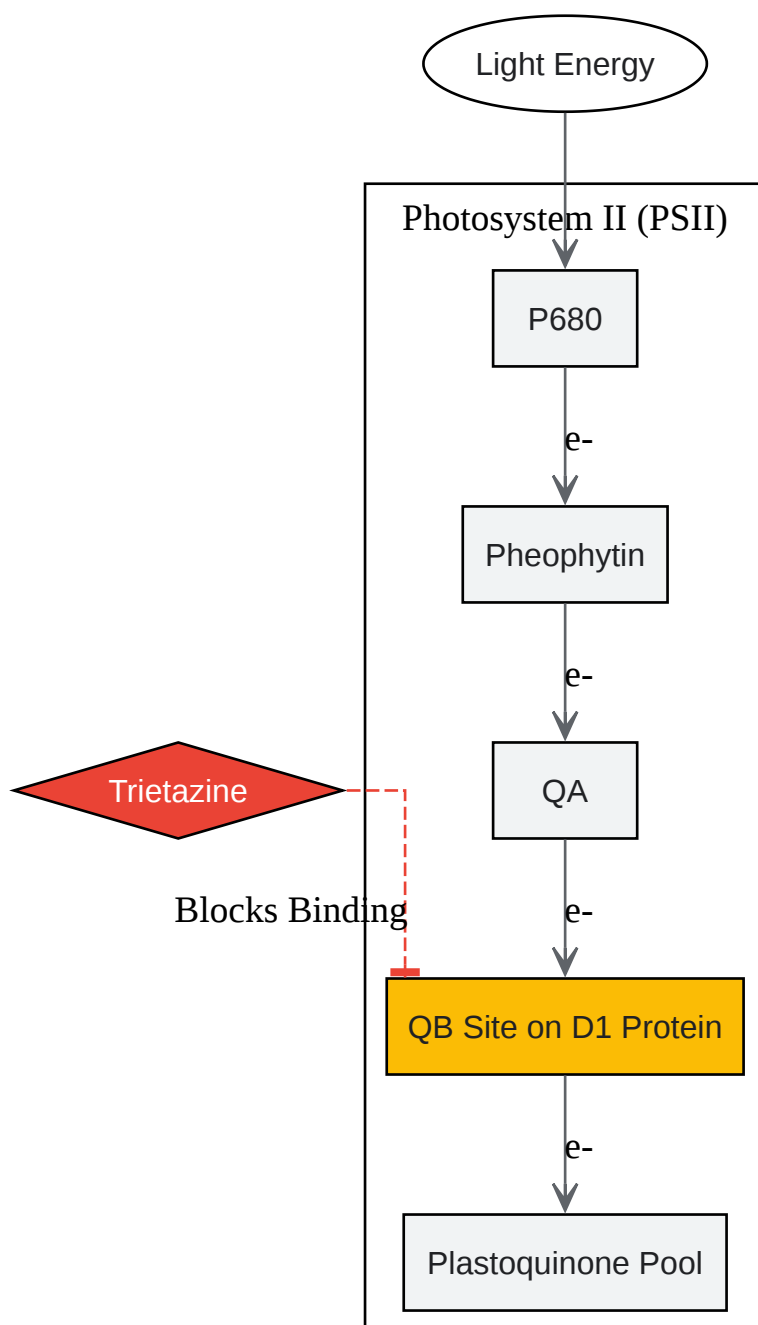 Light Energy
Photosystem II (PSII)
P680
e-
Pheophytin
e-
QA
Trietazine
Blocks Binding
e-
QB Site on D1 Protein
e-
Plastoquinone Pool